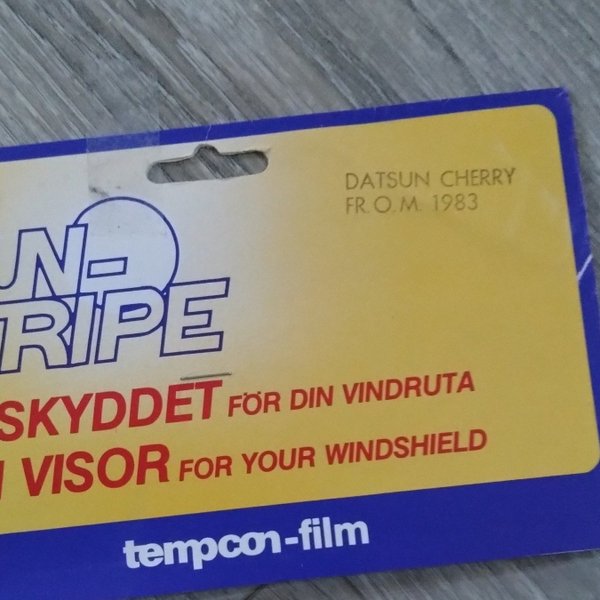 DATSUN CHERRY
FR.O.M. 1983
UN-
RIPE
SKYDDET FÖR DIN VINDRUTA
VISOR FOR YOUR WINDSHIELD
tempcon-film